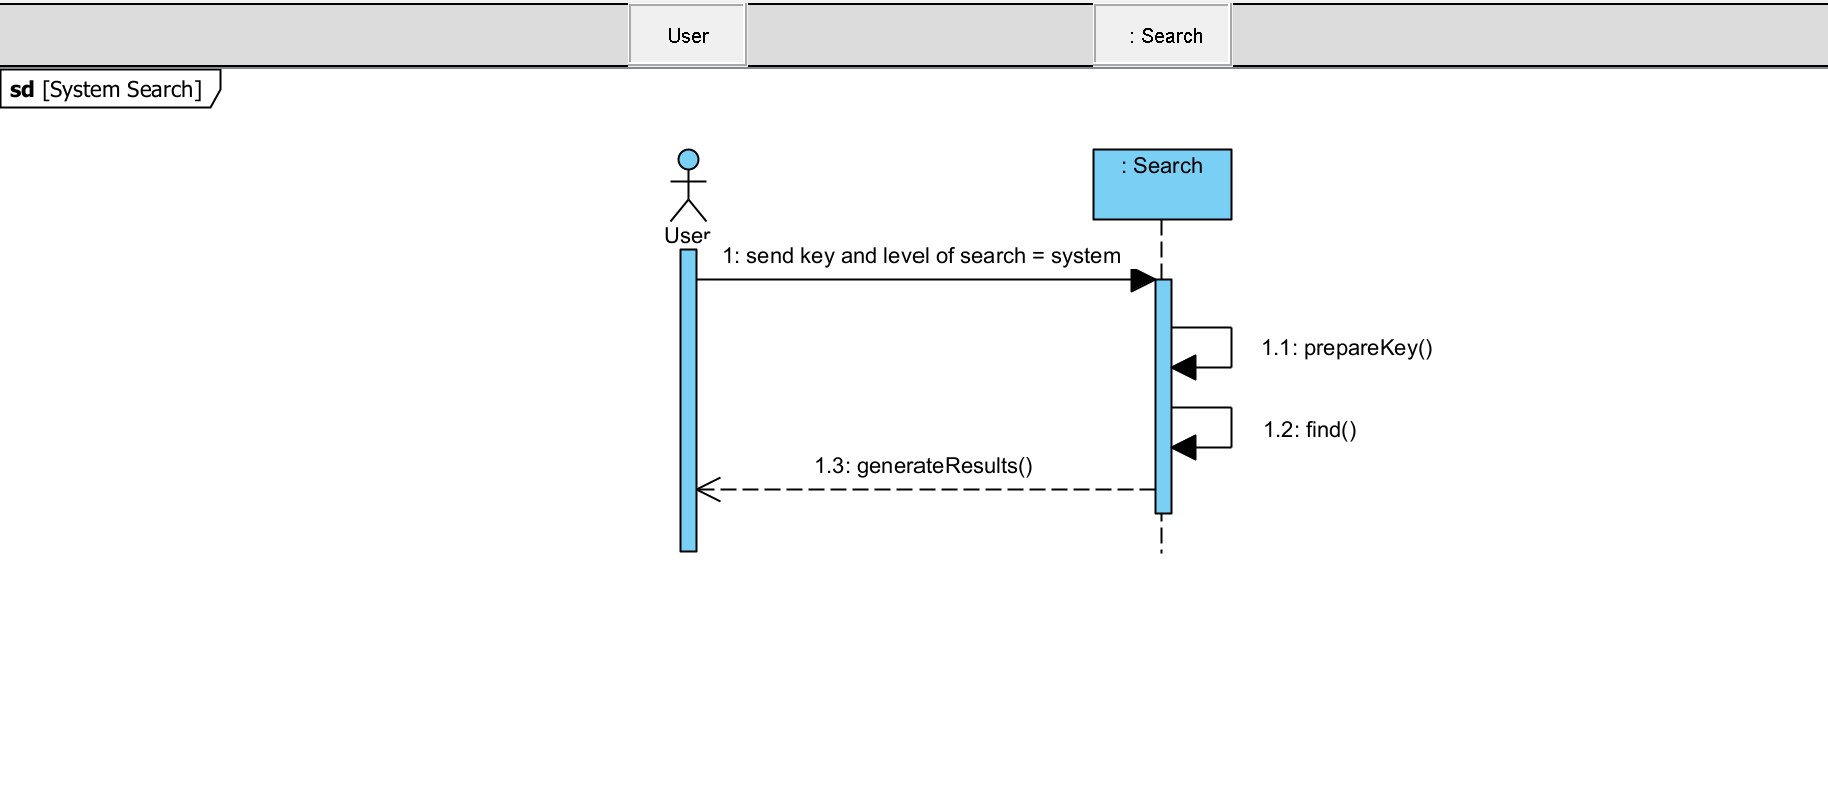 User
: Search
sd [System Search]
: Search
User
1: send key and level of search = system
1.1: prepareKey()
1.2: find()
1.3: generateResults()